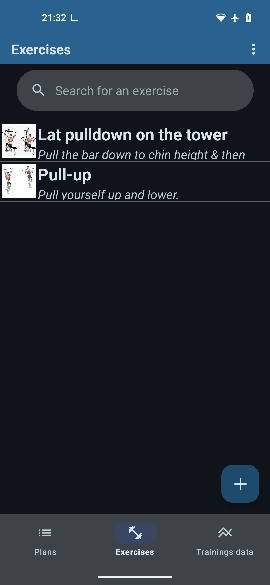 21:32
Exercises
Search for an exercise
Lat pulldown on the tower
Pull the bar down to chin height & then
Pull-up
Pull yourself up and lower.
Plans
Exercises
Trainings data